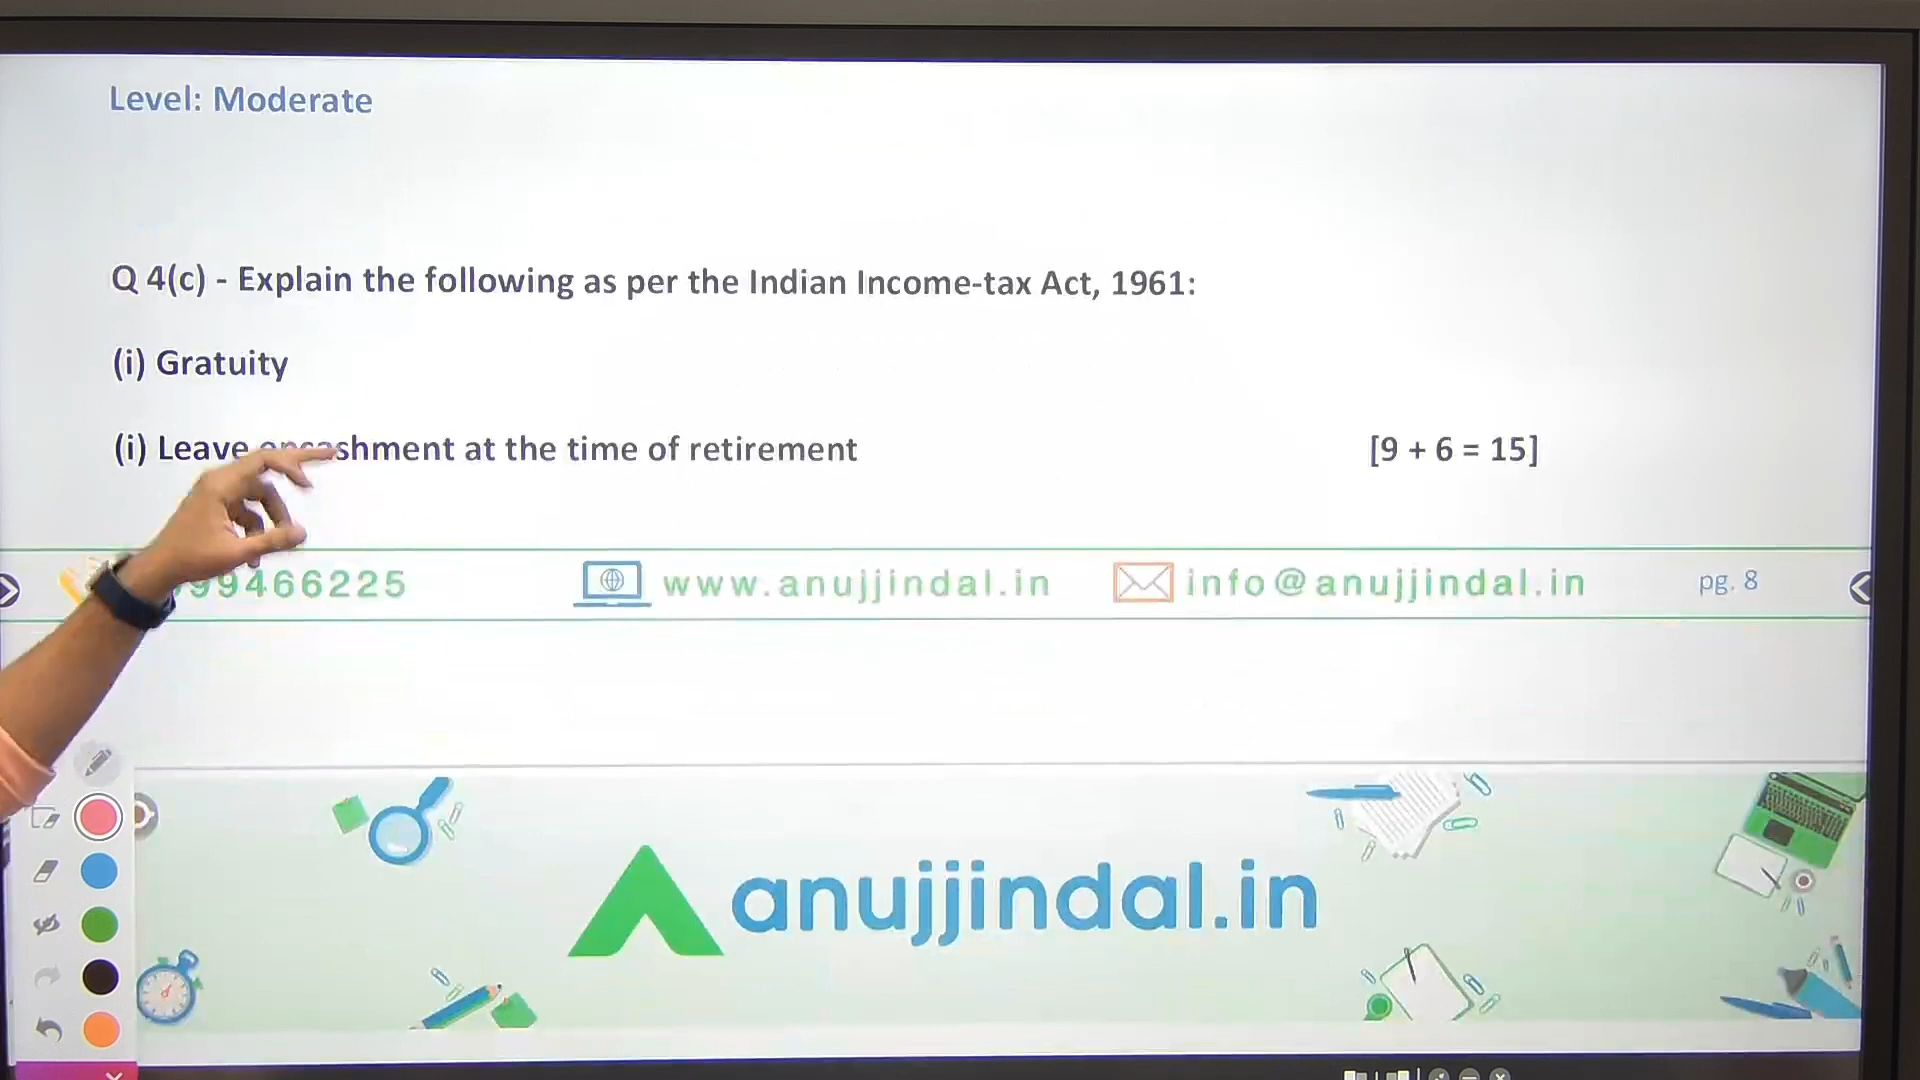 Level: Moderate
Q 4(c) - Explain the following as per the Indian Income-tax Act, 1961:
(i) Gratuity
(i) Leave encashment at the time of retirement [9 + 6 = 15]
99466225 www.anujjindal.in info@anujjindal.in pg. 8
anujjindal.in